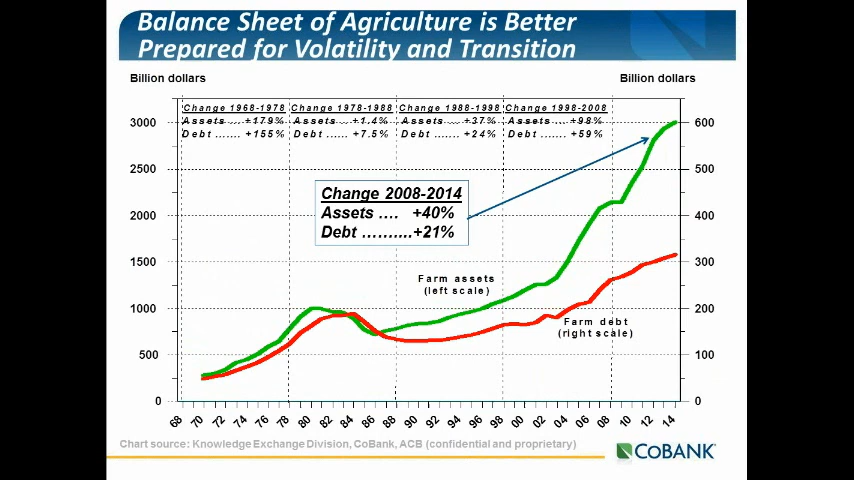 Balance Sheet of Agriculture is Better
Prepared for Volatility and Transition
Billion dollars Billion dollars
Change 1968-1978 Change 1978-1988 Change 1988-1998 Change 1998-2008
Assets ...+179% Assets ...+1.4% Assets ... +37% Assets ... +98%
Debt ....... +155% Debt ...... +7.5% Debt ....... +24% Debt ....... +59%
3000 600
2500 500
Change 2008-2014
Assets .... +40%
Debt ..........+21%
2000 400
1500 300
Farm assets
(left scale)
1000 200
Farm debt
(right scale)
500 100
0 0
68 70 72 74 76 78 80 82 84 86 88 90 92 94 96 98 00 02 04 06 08 10 12 14
Chart source: Knowledge Exchange Division, CoBank, ACB (confidential and proprietary)
COBANK